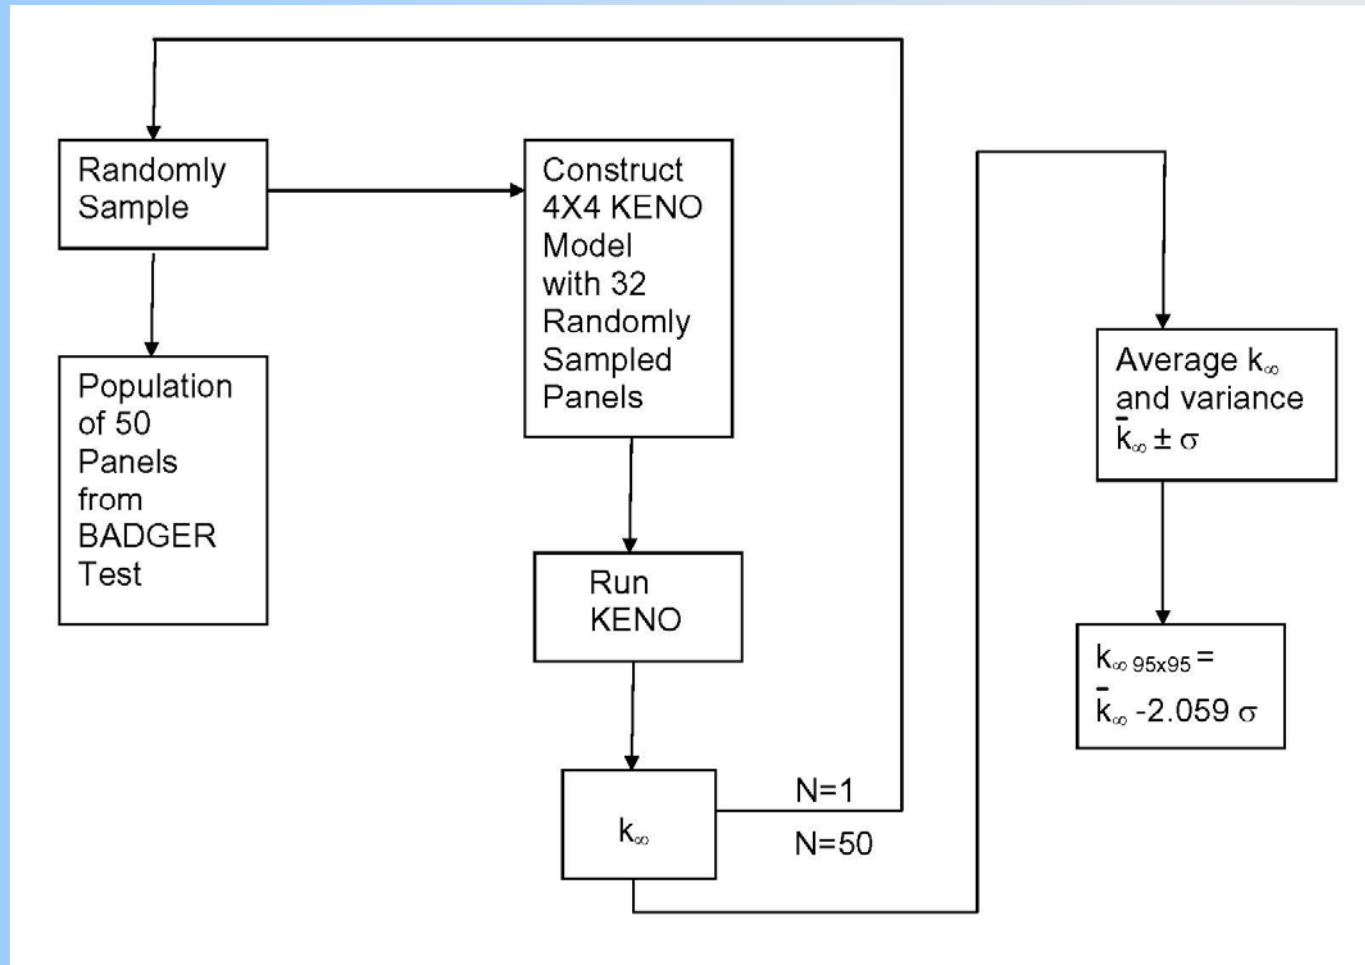 Randomly
Sample
Population
of 50
Panels
from
BADGER
Test
Construct
4X4 KENO
Model
with 32
Randomly
Sampled
Panels
Run
KENO
k∞
N=1
N=50
Average k∞
and variance
k̄∞ ± σ
k∞ 95x95 =
k̄∞ -2.059 σ